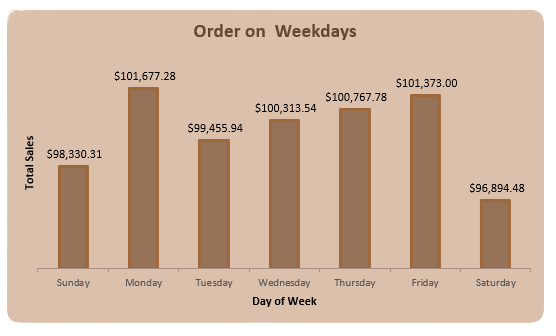 Order on  Weekdays
Total Sales
$98,330.31
$101,677.28
$99,455.94
$100,313.54
$100,767.78
$101,373.00
$96,894.48
Sunday
Monday
Tuesday
Wednesday
Thursday
Friday
Saturday
Day of Week